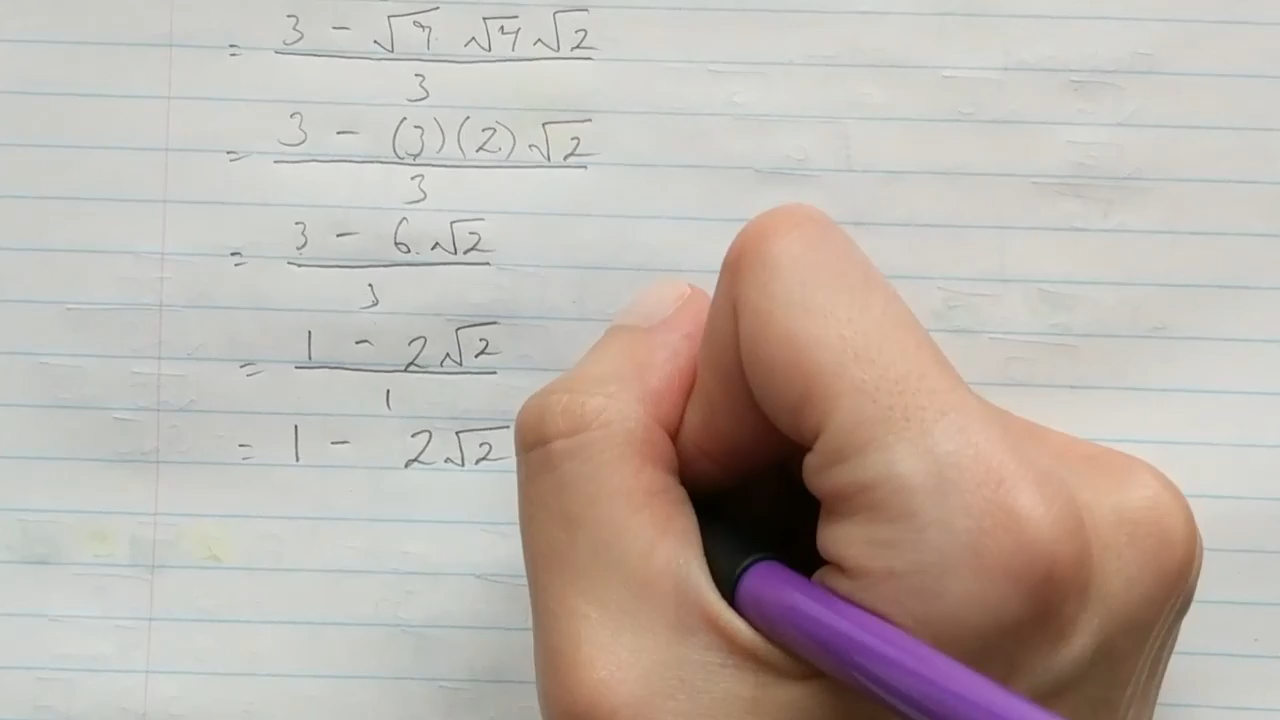 = (3 - √9 √4 √2) / 3
= (3 - (3)(2)√2) / 3
= (3 - 6√2) / 3
= (1 - 2√2) / 1
= 1 - 2√2